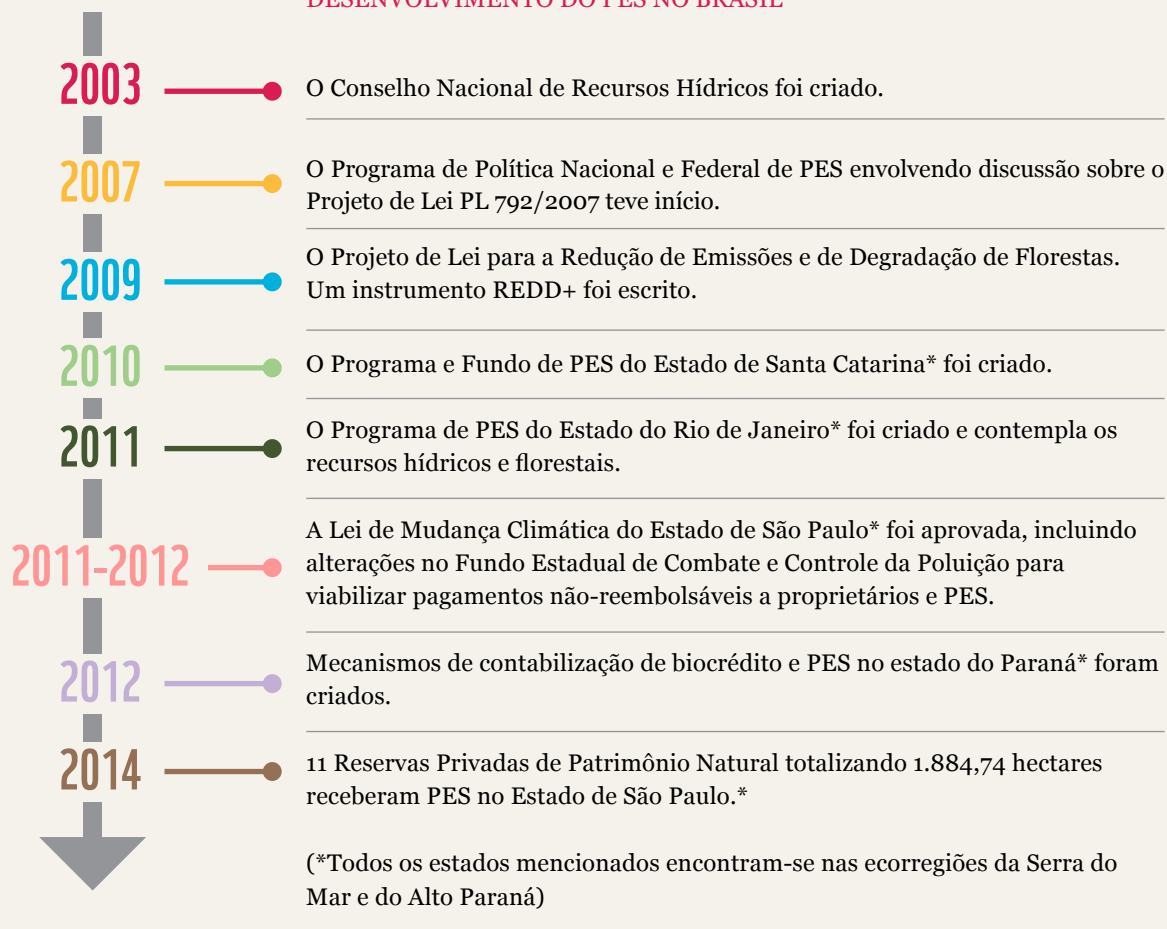 DESENVOLVIMENTO DO PES NO BRASIL
2003
O Conselho Nacional de Recursos Hídricos foi criado.
2007
O Programa de Política Nacional e Federal de PES envolvendo discussão sobre o
Projeto de Lei PL 792/2007 teve início.
2009
O Projeto de Lei para a Redução de Emissões e de Degradação de Florestas.
Um instrumento REDD+ foi escrito.
2010
O Programa e Fundo de PES do Estado de Santa Catarina* foi criado.
2011
O Programa de PES do Estado do Rio de Janeiro* foi criado e contempla os
recursos hídricos e florestais.
2011-2012
A Lei de Mudança Climática do Estado de São Paulo* foi aprovada, incluindo
alterações no Fundo Estadual de Combate e Controle da Poluição para
viabilizar pagamentos não-reembolsáveis a proprietários e PES.
2012
Mecanismos de contabilização de biocrédito e PES no estado do Paraná* foram
criados.
2014
11 Reservas Privadas de Patrimônio Natural totalizando 1.884,74 hectares
receberam PES no Estado de São Paulo.*
(*Todos os estados mencionados encontram-se nas ecorregiões da Serra do
Mar e do Alto Paraná)